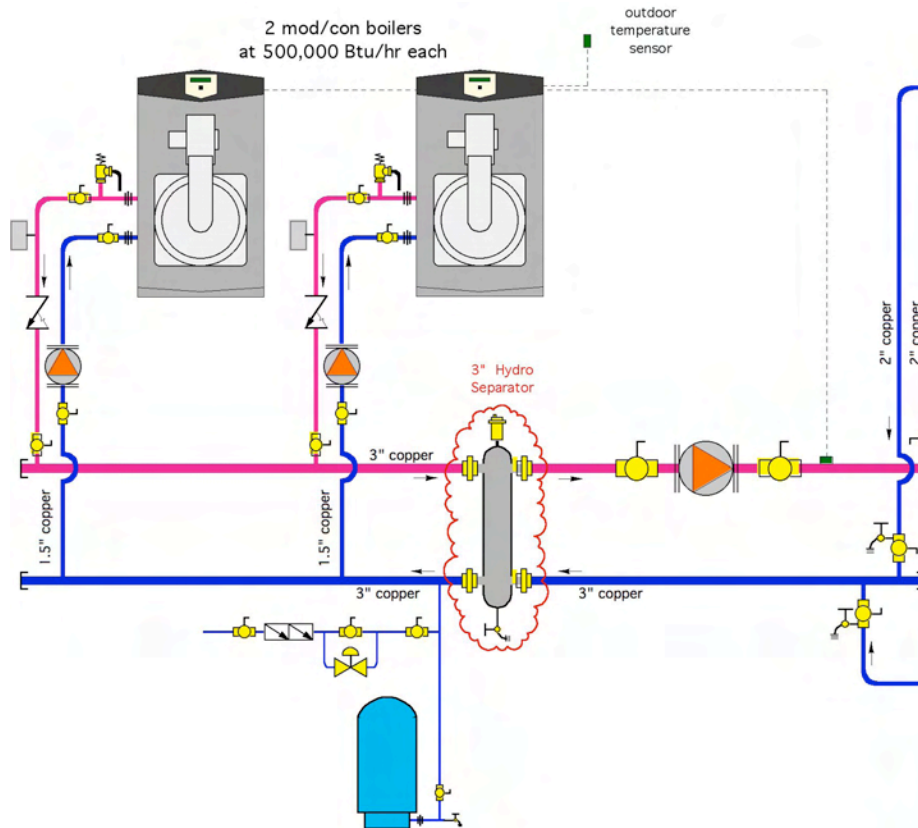 2 mod/con boilers
at 500,000 Btu/hr each
outdoor
temperature
sensor
2" copper
2" copper
3" Hydro
Separator
3" copper
1.5" copper
1.5" copper
3" copper
3" copper